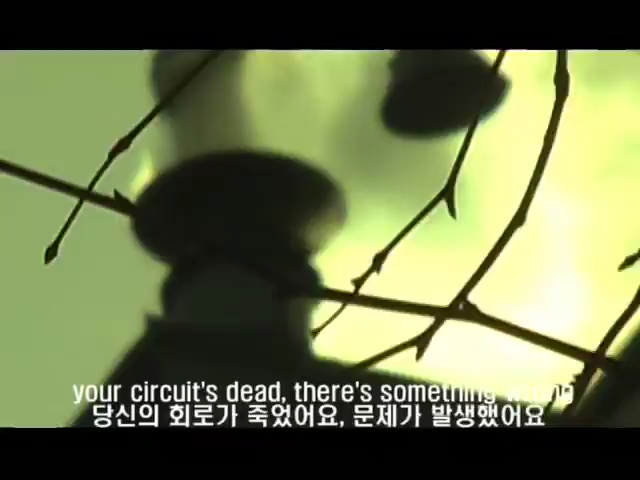 your circuit's dead, there's something wrong
당신의 회로가 죽었어요, 문제가 발생했어요